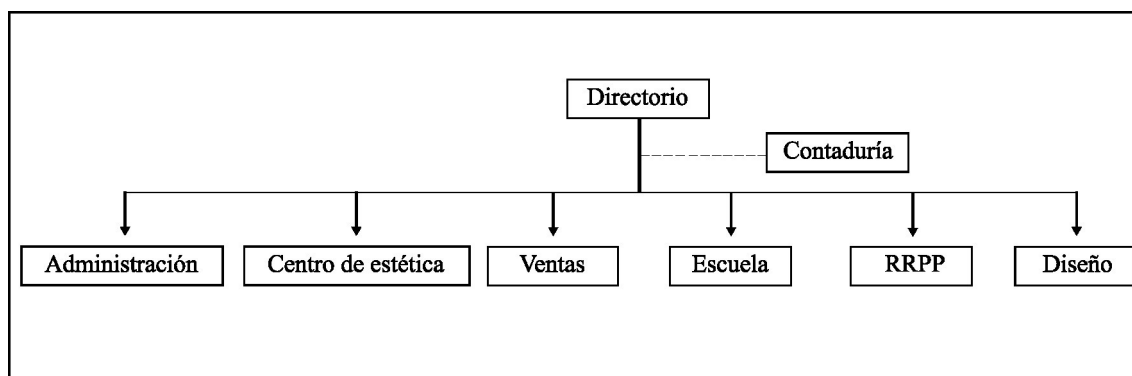 Directorio
Contaduría
Administración
Centro de estética
Ventas
Escuela
RRPP
Diseño